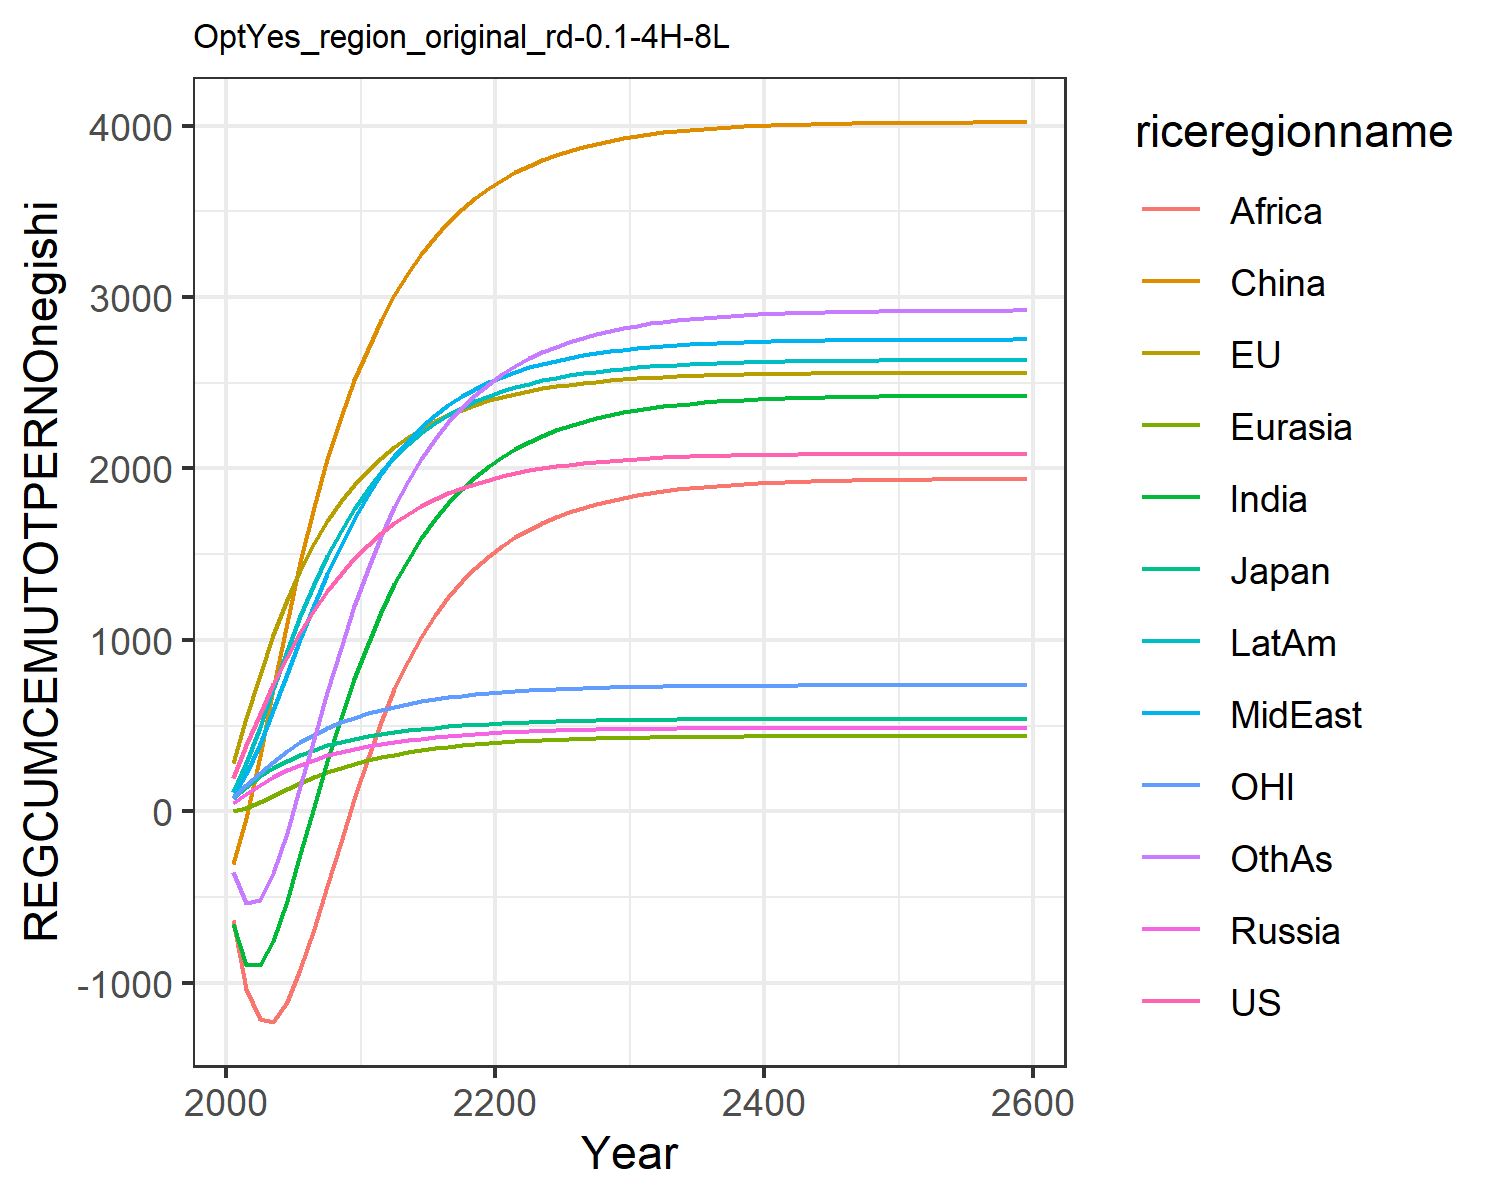 OptYes_region_original_rd-0.1-4H-8L
REGCUMCEMUTOTPERNOnegishi
4000
3000
2000
1000
0
-1000
2000 2200 2400 2600
Year
riceregionname
Africa
China
EU
Eurasia
India
Japan
LatAm
MidEast
OHI
OthAs
Russia
US